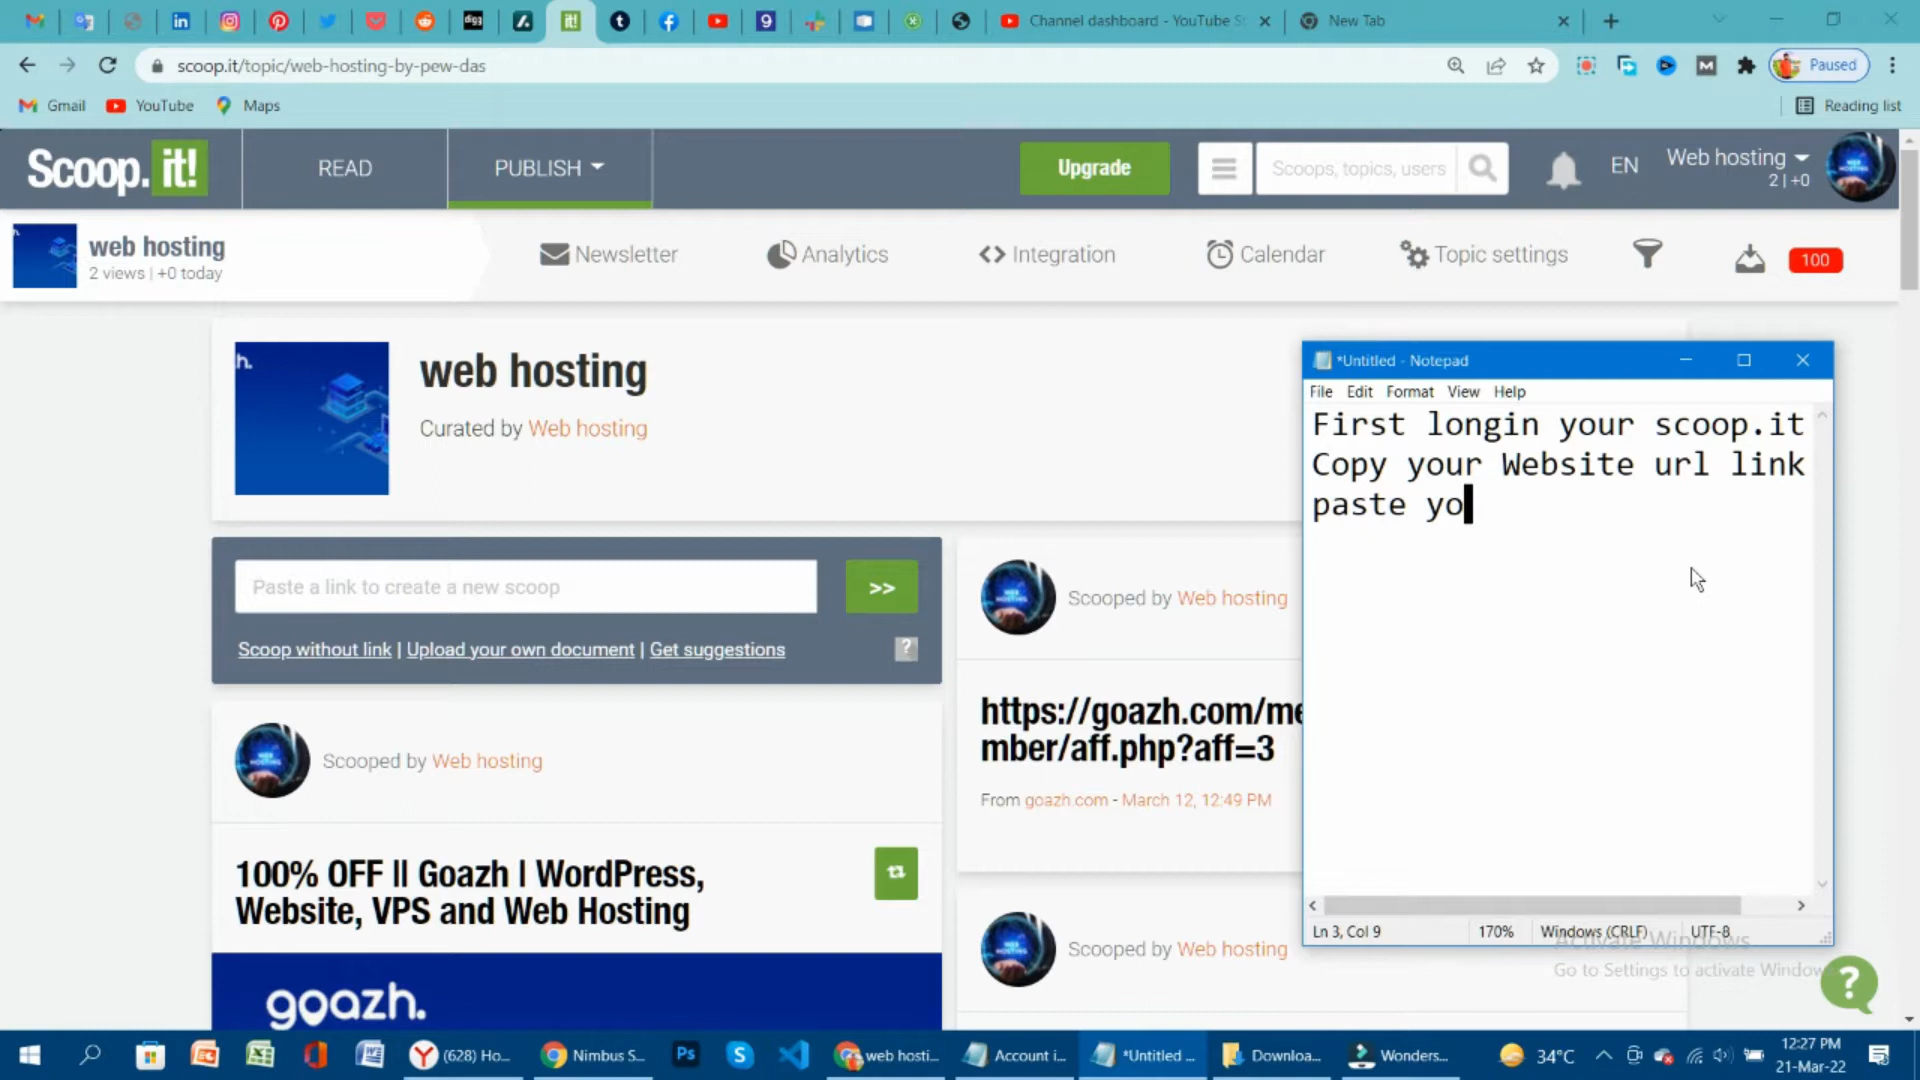 Channel dashboard - YouTube St
New Tab
scoop.it/topic/web-hosting-by-pew-das
Paused
Gmail
YouTube
Maps
Reading list
Scoop.it!
READ
PUBLISH
Upgrade
Scoops, topics, users
EN
Web hosting
2 | +0
web hosting
2 views | +0 today
Newsletter
Analytics
Integration
Calendar
Topic settings
100
web hosting
Curated by Web hosting
Paste a link to create a new scoop
>>
Scoop without link | Upload your own document | Get suggestions
?
Scooped by Web hosting
100% OFF || Goazh | WordPress,
Website, VPS and Web Hosting
goazh.
Scooped by Web hosting
https://goazh.com/me
mber/aff.php?aff=3
From goazh.com - March 12, 12:49 PM
Scooped by Web hosting
*Untitled - Notepad
File Edit Format View Help
First longin your scoop.it
Copy your Website url link
paste yo
Ln 3, Col 9
170%
Windows (CRLF)
UTF-8
Activate Windows
Go to Settings to activate Window
?
(628) Ho...
Nimbus S...
Ps
web hosti...
Account i...
*Untitled ...
Downloa...
Wonders...
34°C
12:27 PM
21-Mar-22